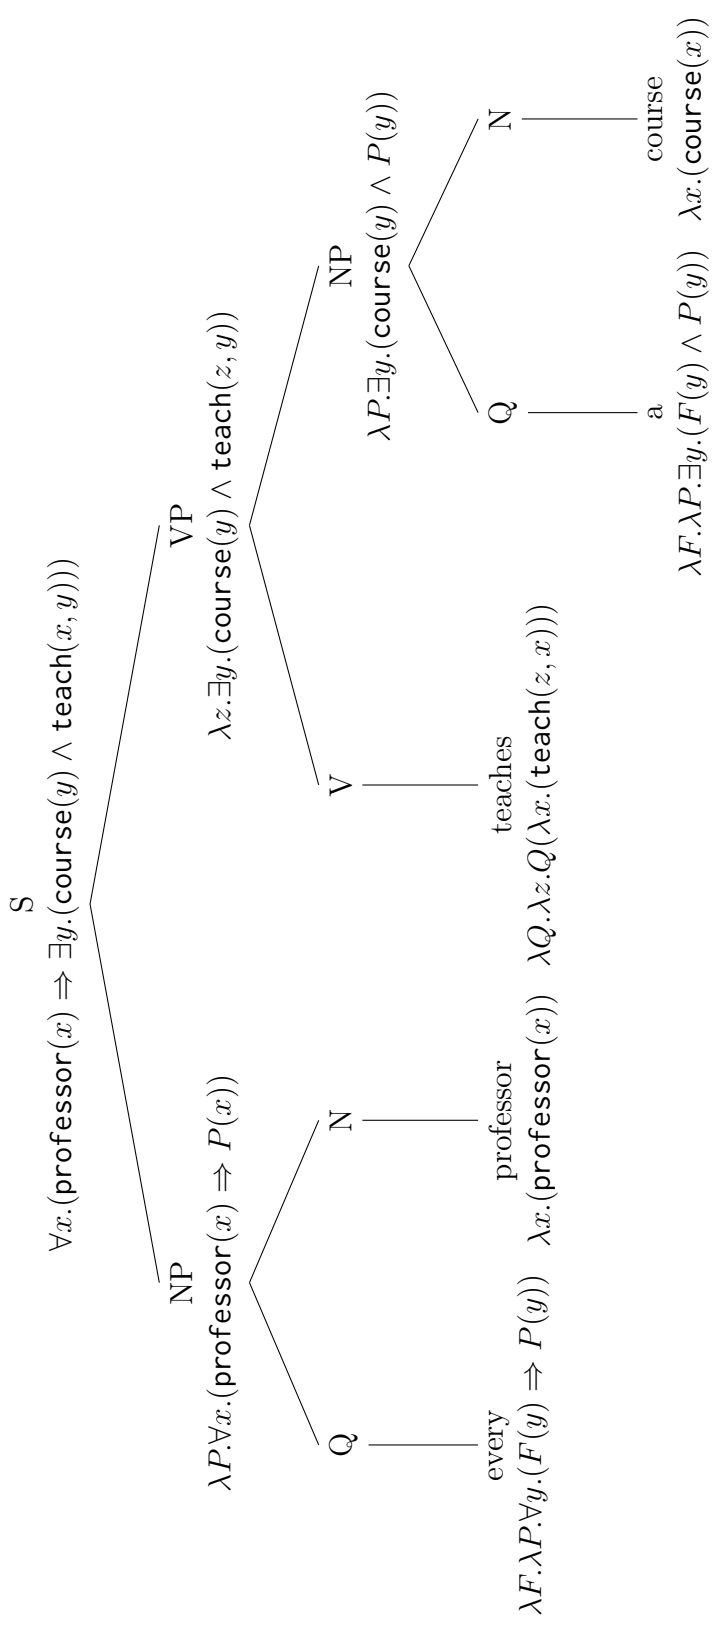 S
∀x.(professor(x) ⇒ ∃y.(course(y) ∧ teach(x, y)))
NP
λP.∀x.(professor(x) ⇒ P(x))
Q
every
λF.λP.∀y.(F(y) ⇒ P(y))
N
professor
λx.(professor(x))
VP
λz.∃y.(course(y) ∧ teach(z, y))
V
teaches
λQ.λz.Q(λx.(teach(z, x)))
NP
λP.∃y.(course(y) ∧ P(y))
Q
a
λF.λP.∃y.(F(y) ∧ P(y))
N
course
λx.(course(x))